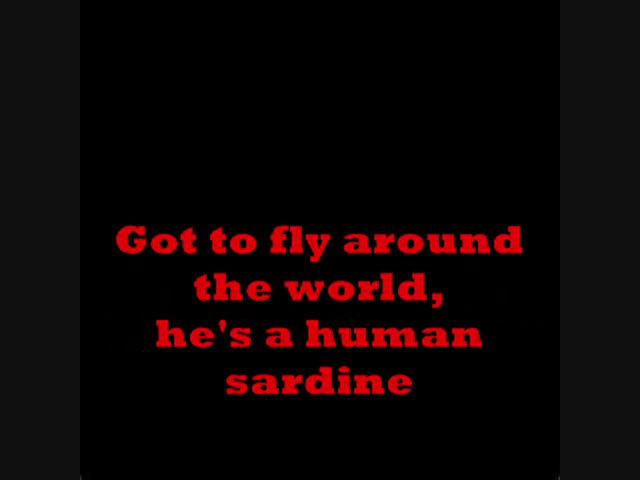 Got to fly around
the world,
he's a human
sardine